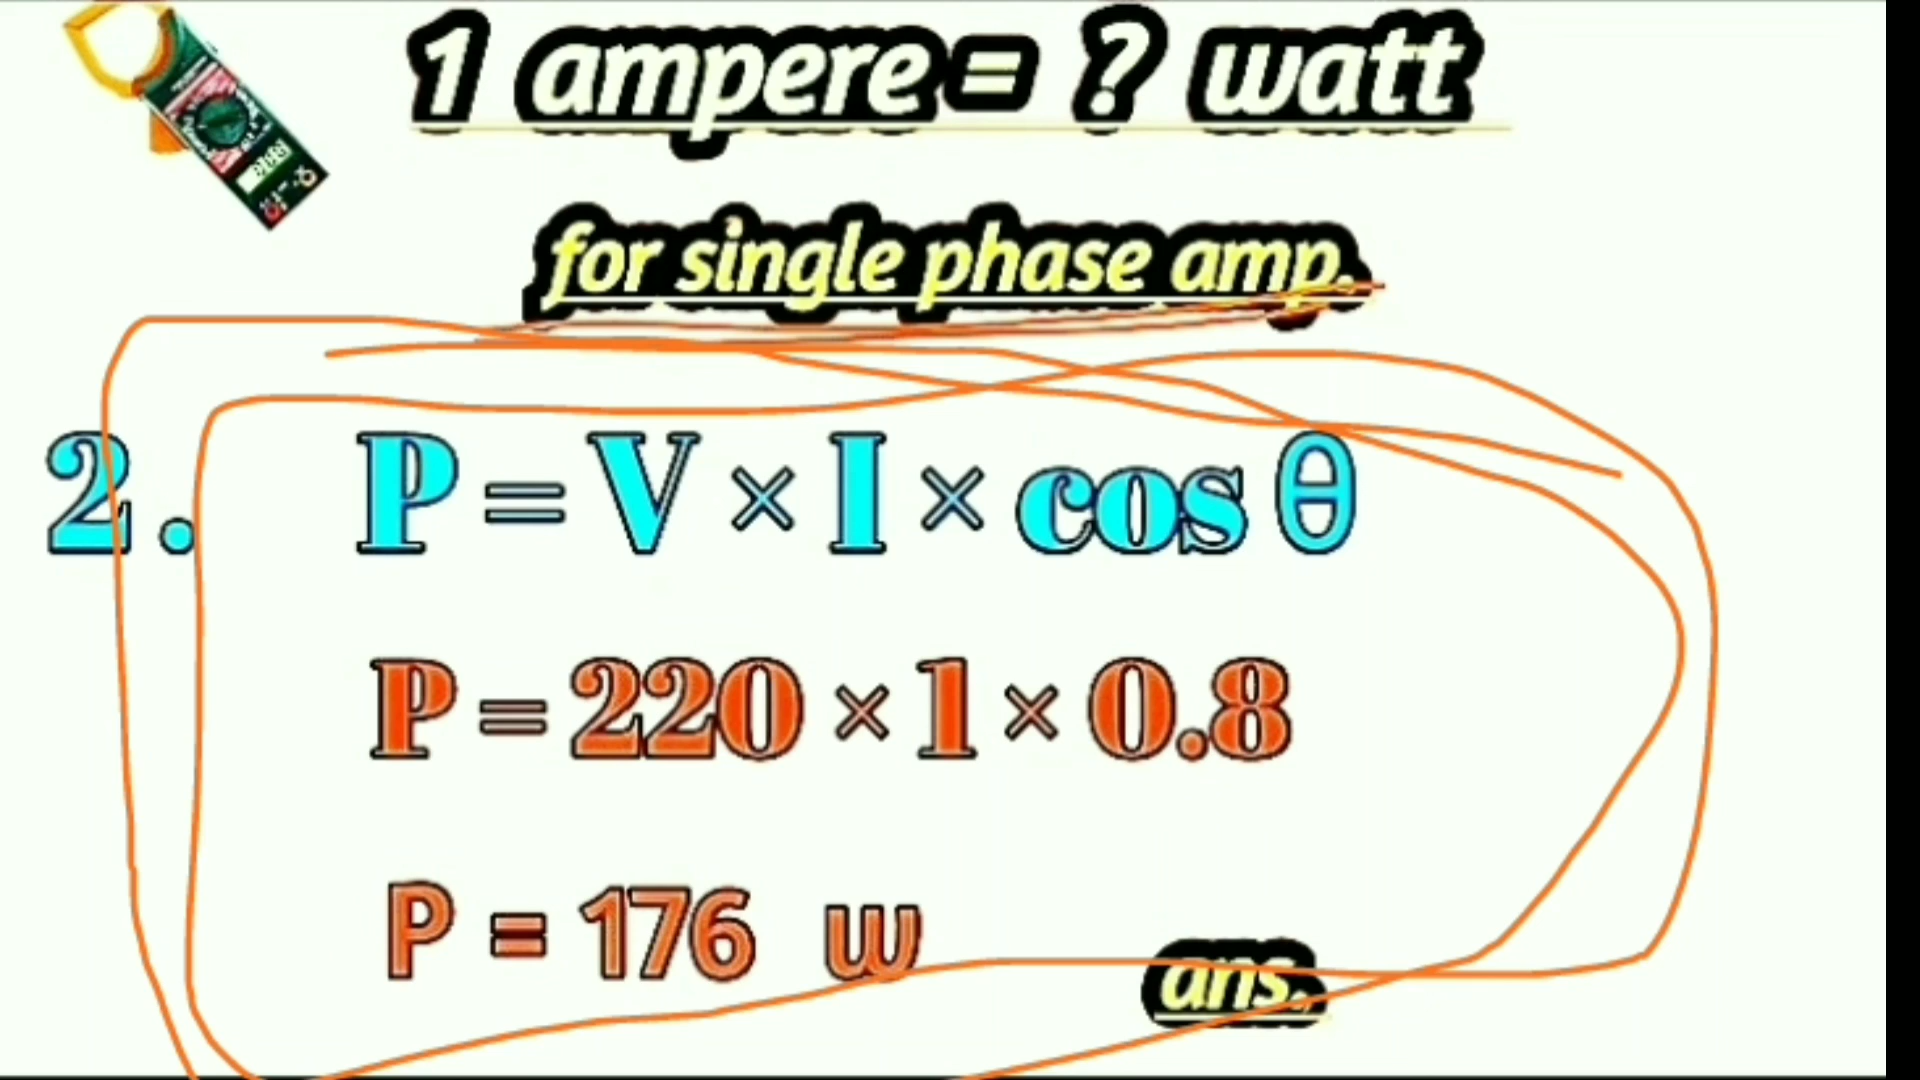 1 ampere = ? watt
for single phase amp.
2. P = V × I × cos θ
P = 220 × 1 × 0.8
P = 176 w
ans.